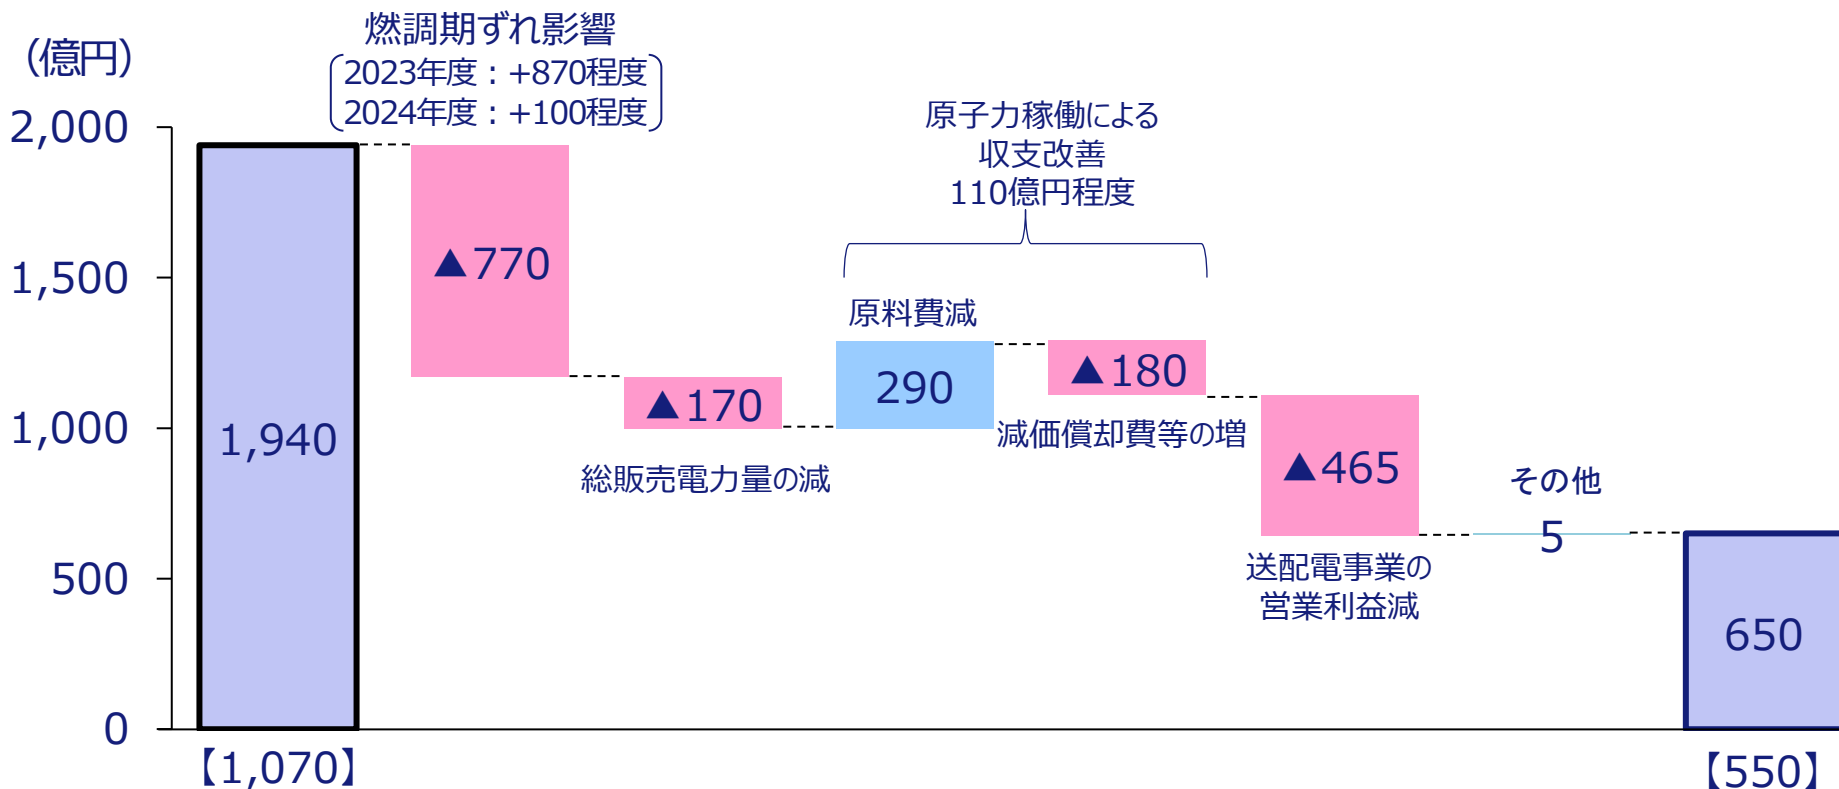 (億円)
燃調期ずれ影響
2023年度：+870程度
2024年度：+100程度
2,000
1,500
1,000
500
0
1,940
【1,070】
▲770
▲170
総販売電力量の減
原子力稼働による
収支改善
110億円程度
原料費減
290
▲180
減価償却費等の増
▲465
送配電事業の
営業利益減
その他
5
650
【550】